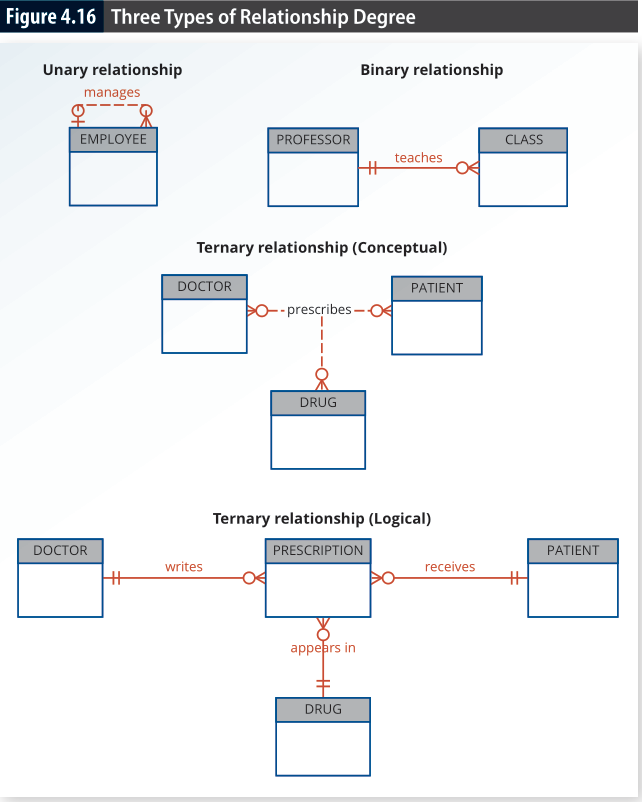 Figure 4.16 Three Types of Relationship Degree
Unary relationship
Binary relationship
manages
EMPLOYEE
PROFESSOR
teaches
CLASS
Ternary relationship (Conceptual)
DOCTOR
prescribes
PATIENT
DRUG
Ternary relationship (Logical)
DOCTOR
writes
PRESCRIPTION
receives
PATIENT
appears in
DRUG